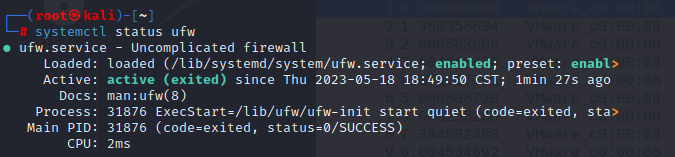 ┌──(root㉿kali)-[~]
└─# systemctl status ufw
● ufw.service - Uncomplicated firewall
Loaded: loaded (/lib/systemd/system/ufw.service; enabled; preset: enabl>
Active: active (exited) since Thu 2023-05-18 18:49:50 CST; 1min 27s ago
Docs: man:ufw(8)
Process: 31876 ExecStart=/lib/ufw/ufw-init start quiet (code=exited, sta>
Main PID: 31876 (code=exited, status=0/SUCCESS)
CPU: 2ms